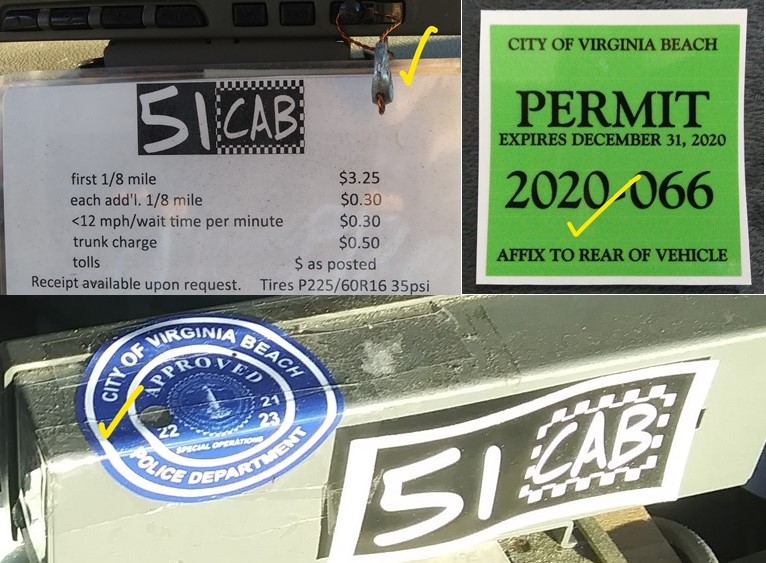 51 CAB
first 1/8 mile $3.25
each add'l. 1/8 mile $0.30
<12 mph/wait time per minute $0.30
trunk charge $0.50
tolls $ as posted
Receipt available upon request. Tires P225/60R16 35psi
CITY OF VIRGINIA BEACH
PERMIT
EXPIRES DECEMBER 31, 2020
2020-066
AFFIX TO REAR OF VEHICLE
CITY OF VIRGINIA BEACH
APPROVED
21
22 23
SPECIAL OPERATIONS
POLICE DEPARTMENT
51 CAB